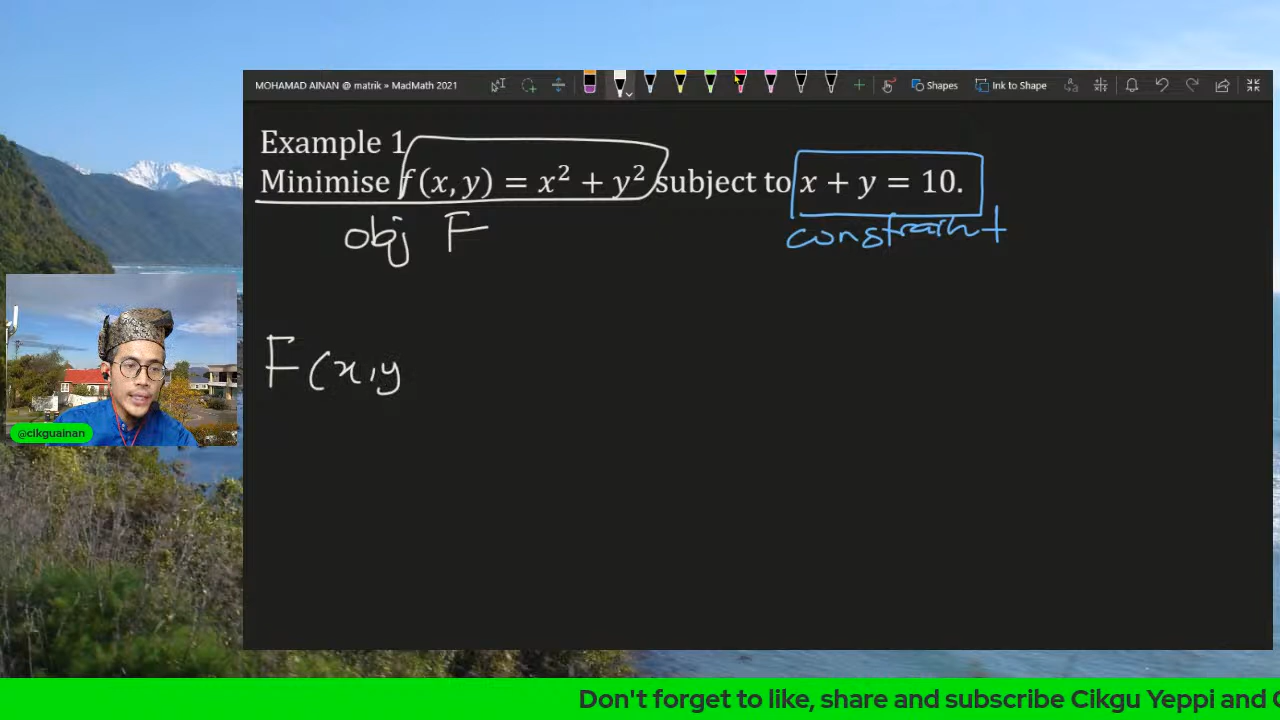 MOHAMAD AINAN @ matrik » MadMath 2021
Shapes
Ink to Shape
Example 1
Minimise f(x, y) = x² + y² subject to x + y = 10.
obj F
constraint
F(x,y
@cikguainan
Don't forget to like, share and subscribe Cikgu Yeppi and